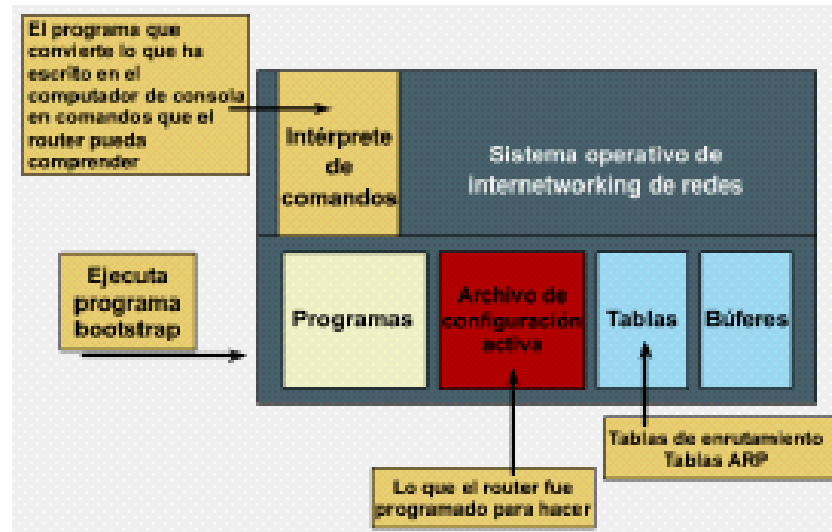 El programa que
convierte lo que ha
escrito en el
computador de consola
en comandos que el
router pueda
comprender
Intérprete
de
comandos
Sistema operativo de
internetworking de redes
Ejecuta
programa
bootstrap
Programas
Archivo de
configuración
activa
Tablas
Búferes
Tablas de enrutamiento
Tablas ARP
Lo que el router fue
programado para hacer